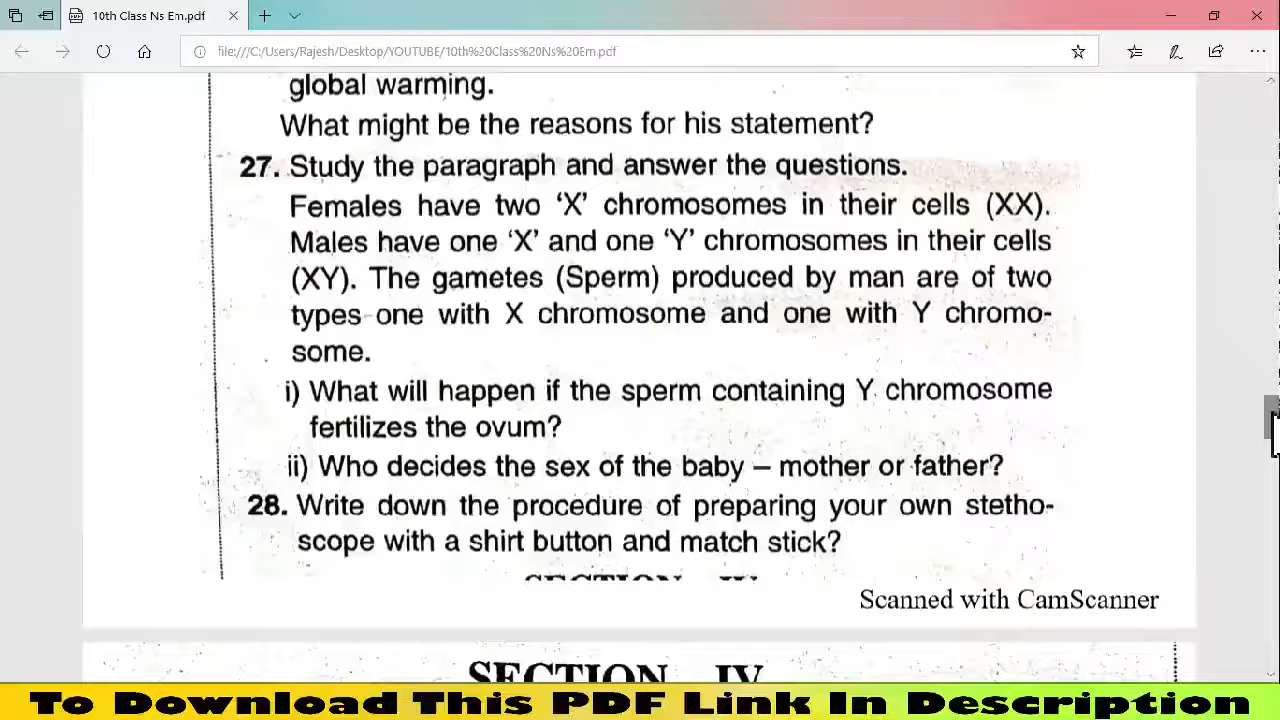 10th Class Ns Em.pdf
file:///C:/Users/Rajesh/Desktop/YOUTUBE/10th%20Class%20Ns%20Em.pdf
global warming.
What might be the reasons for his statement?
27. Study the paragraph and answer the questions.
Females have two ‘X’ chromosomes in their cells (XX).
Males have one ‘X’ and one ‘Y’ chromosomes in their cells
(XY). The gametes (Sperm) produced by man are of two
types one with X chromosome and one with Y chromo-
some.
i) What will happen if the sperm containing Y chromosome
fertilizes the ovum?
ii) Who decides the sex of the baby – mother or father?
28. Write down the procedure of preparing your own stetho-
scope with a shirt button and match stick?
Scanned with CamScanner
SECTION IV
To Download This PDF Link In Description